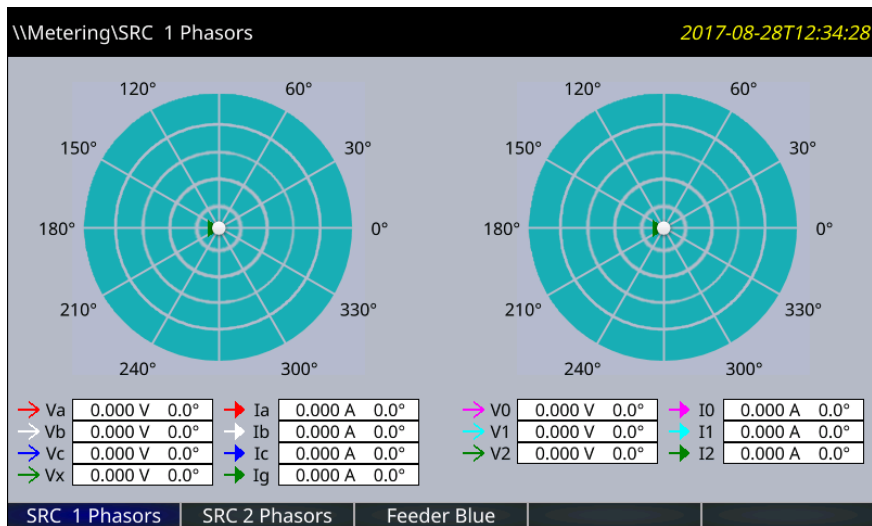 \\Metering\SRC  1 Phasors 2017-08-28T12:34:28
120° 60° 120° 60°
150° 30° 150° 30°
180° 0° 180° 0°
210° 330° 210° 330°
240° 300° 240° 300°
Va 0.000 V 0.0° Ia 0.000 A 0.0° V0 0.000 V 0.0° I0 0.000 A 0.0°
Vb 0.000 V 0.0° Ib 0.000 A 0.0° V1 0.000 V 0.0° I1 0.000 A 0.0°
Vc 0.000 V 0.0° Ic 0.000 A 0.0° V2 0.000 V 0.0° I2 0.000 A 0.0°
Vx 0.000 V 0.0° Ig 0.000 A 0.0°
SRC  1 Phasors SRC 2 Phasors Feeder Blue